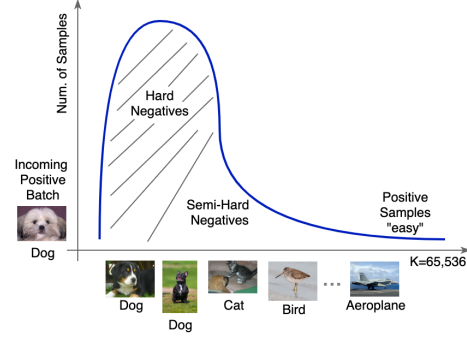 Num. of Samples
Hard
Negatives
Incoming
Positive
Batch
Dog
Semi-Hard
Negatives
Positive
Samples
"easy"
K=65,536
Dog
Dog
Cat
Bird
...
Aeroplane